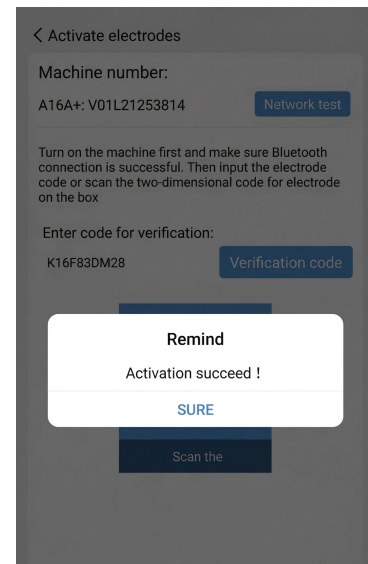 Activate electrodes
Machine number:
A16A+: V01L21253814
Network test
Turn on the machine first and make sure Bluetooth
connection is successful. Then input the electrode
code or scan the two-dimensional code for electrode
on the box
Enter code for verification:
K16F83DM28
Verification code
Remind
Activation succeed !
SURE
Scan the